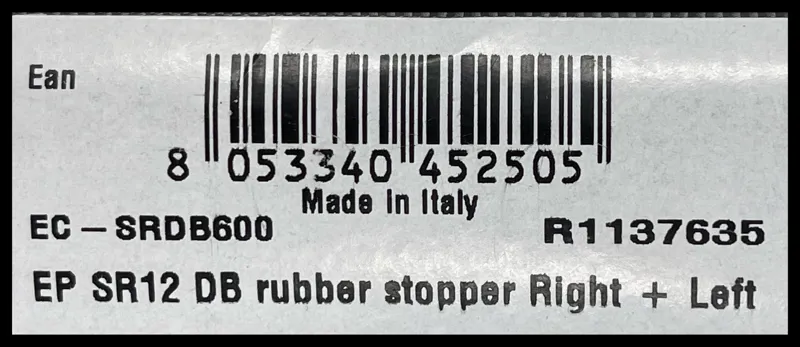 Ean
8 053340 452505
Made in Italy
EC – SRDB600 R1137635
EP SR12 DB rubber stopper Right + Left